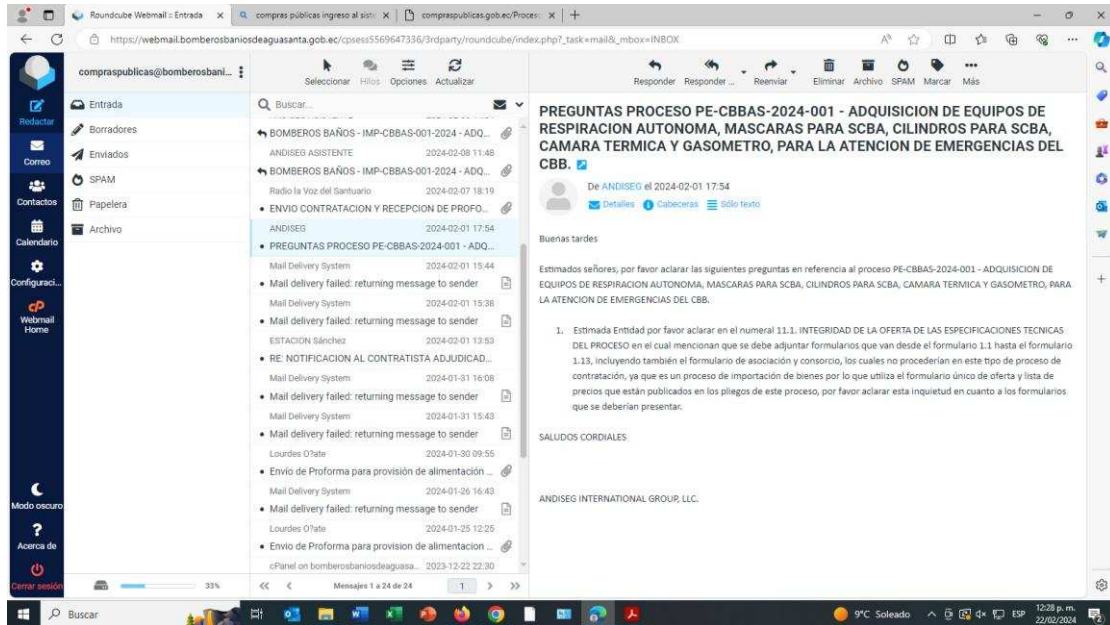 Roundcube Webmail :: Entrada
compras públicas ingreso al siste
compraspublicas.gob.ec/Proces
https://webmail.bomberosbaniosdeaguasanta.gob.ec/cpsess5569647336/3rdparty/roundcube/index.php?_task=mail&_mbox=INBOX
compraspublicas@bomberosbani...
Seleccionar Hilos Opciones Actualizar
Responder Responder ... Reenviar Eliminar Archivo SPAM Marcar Más
Redactar
Correo
Contactos
Calendario
Configuraci...
Webmail Home
Modo oscuro
Acerca de
Cerrar sesión
Entrada
Borradores
Enviados
SPAM
Papelera
Archivo
33%
Buscar...
BOMBEROS BAÑOS - IMP-CBBAS-001-2024 - ADQ...
ANDISEG ASISTENTE 2024-02-08 11:48
BOMBEROS BAÑOS - IMP-CBBAS-001-2024 - ADQ...
Radio la Voz del Santuario 2024-02-07 18:19
ENVIO CONTRATACION Y RECEPCION DE PROFO...
ANDISEG 2024-02-01 17:54
PREGUNTAS PROCESO PE-CBBAS-2024-001 - ADQ...
Mail Delivery System 2024-02-01 15:44
Mail delivery failed: returning message to sender
Mail Delivery System 2024-02-01 15:38
Mail delivery failed: returning message to sender
ESTACIÓN Sánchez 2024-02-01 13:53
RE: NOTIFICACION AL CONTRATISTA ADJUDICAD...
Mail Delivery System 2024-01-31 16:08
Mail delivery failed: returning message to sender
Mail Delivery System 2024-01-31 15:43
Mail delivery failed: returning message to sender
Lourdes O?ate 2024-01-30 09:55
Envío de Proforma para provisión de alimentación ...
Mail Delivery System 2024-01-26 16:43
Mail delivery failed: returning message to sender
Lourdes O?ate 2024-01-25 12:25
Envio de Proforma para provision de alimentacion ...
cPanel on bomberosbaniosdeaguasa... 2023-12-22 22:30
Mensajes 1 a 24 de 24 1
PREGUNTAS PROCESO PE-CBBAS-2024-001 - ADQUISICION DE EQUIPOS DE
RESPIRACION AUTONOMA, MASCARAS PARA SCBA, CILINDROS PARA SCBA,
CAMARA TERMICA Y GASOMETRO, PARA LA ATENCION DE EMERGENCIAS DEL
CBB.
De ANDISEG el 2024-02-01 17:54
Detalles Cabeceras Sólo texto
Buenas tardes
Estimados señores, por favor aclarar las siguientes preguntas en referencia al proceso PE-CBBAS-2024-001 - ADQUISICION DE
EQUIPOS DE RESPIRACION AUTONOMA, MASCARAS PARA SCBA, CILINDROS PARA SCBA, CAMARA TERMICA Y GASOMETRO, PARA
LA ATENCION DE EMERGENCIAS DEL CBB.
1. Estimada Entidad por favor aclarar en el numeral 11.1. INTEGRIDAD DE LA OFERTA DE LAS ESPECIFICACIONES TECNICAS
DEL PROCESO en el cual mencionan que se debe adjuntar formularios que van desde el formulario 1.1 hasta el formulario
1.13, incluyendo también el formulario de asociación y consorcio, los cuales no procederían en este tipo de proceso de
contratación, ya que es un proceso de importación de bienes por lo que utiliza el formulario único de oferta y lista de
precios que están publicados en los pliegos de este proceso, por favor aclarar esta inquietud en cuanto a los formularios
que se deberían presentar.
SALUDOS CORDIALES
ANDISEG INTERNATIONAL GROUP, LLC.
Buscar
9°C Soleado
ESP
12:28 p. m.
22/02/2024